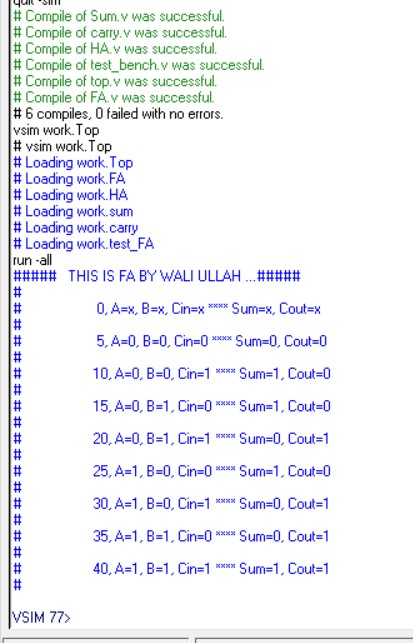 quit -sim
# Compile of Sum.v was successful.
# Compile of carry.v was successful.
# Compile of HA.v was successful.
# Compile of test_bench.v was successful.
# Compile of top.v was successful.
# Compile of FA.v was successful.
# 6 compiles, 0 failed with no errors.
vsim work.Top
# vsim work.Top
# Loading work.Top
# Loading work.FA
# Loading work.HA
# Loading work.sum
# Loading work.carry
# Loading work.test_FA
run -all
##### THIS IS FA BY WALI ULLAH ...#####
#
# 0, A=x, B=x, Cin=x **** Sum=x, Cout=x
#
# 5, A=0, B=0, Cin=0 **** Sum=0, Cout=0
#
# 10, A=0, B=0, Cin=1 **** Sum=1, Cout=0
#
# 15, A=0, B=1, Cin=0 **** Sum=1, Cout=0
#
# 20, A=0, B=1, Cin=1 **** Sum=0, Cout=1
#
# 25, A=1, B=0, Cin=0 **** Sum=1, Cout=0
#
# 30, A=1, B=0, Cin=1 **** Sum=0, Cout=1
#
# 35, A=1, B=1, Cin=0 **** Sum=0, Cout=1
#
# 40, A=1, B=1, Cin=1 **** Sum=1, Cout=1
#
VSIM 77>